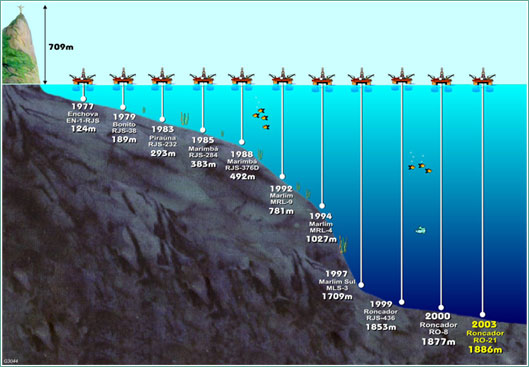 709m
1977
Enchova
EN-1-RJS
124m
1979
Bonito
RJS-38
189m
1983
Piraúna
RJS-232
293m
1985
Marimbá
RJS-284
383m
1988
Marimbá
RJS-376D
492m
1992
Marlim
MRL-9
781m
1994
Marlim
MRL-4
1027m
1997
Marlim Sul
MLS-3
1709m
1999
Roncador
RJS-436
1853m
2000
Roncador
RO-8
1877m
2003
Roncador
RO-21
1886m
G3044